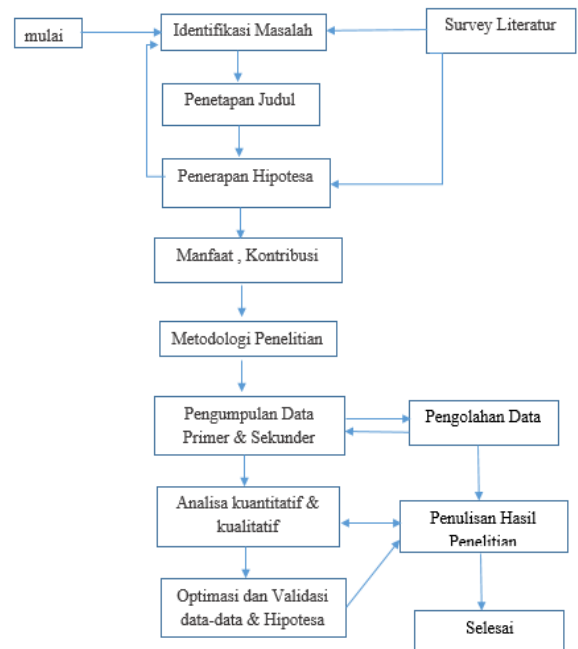 mulai
Identifikasi Masalah
Survey Literatur
Penetapan Judul
Penerapan Hipotesa
Manfaat , Kontribusi
Metodologi Penelitian
Pengumpulan Data
Primer & Sekunder
Pengolahan Data
Analisa kuantitatif &
kualitatif
Penulisan Hasil
Penelitian
Optimasi dan Validasi
data-data & Hipotesa
Selesai